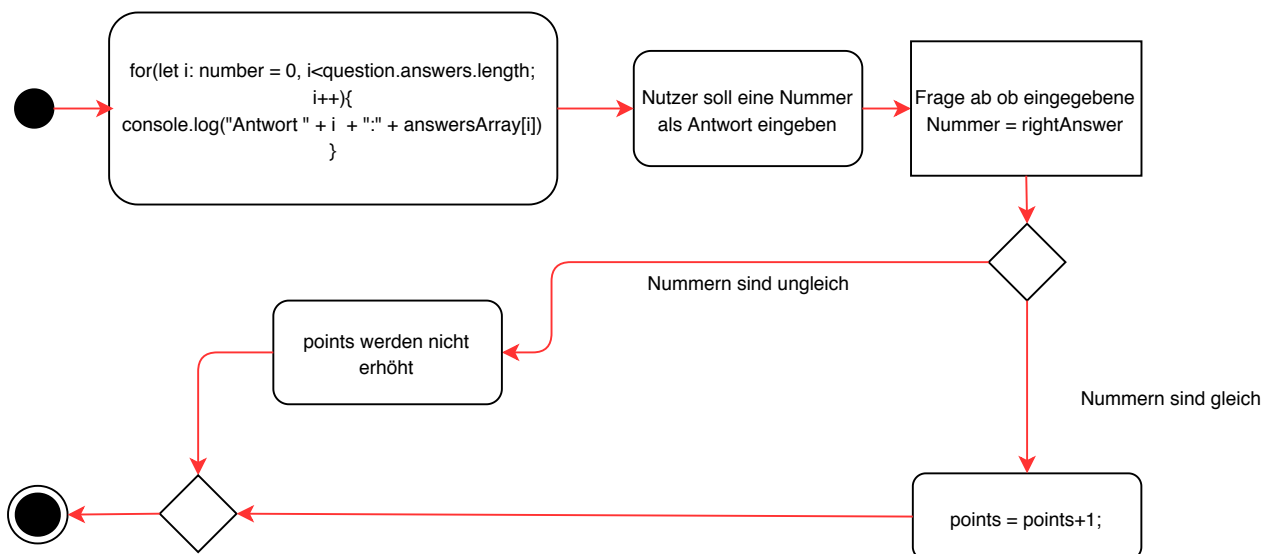 for(let i: number = 0, i<question.answers.length;
i++){
console.log("Antwort " + i  + ":" + answersArray[i])
}
Nutzer soll eine Nummer
als Antwort eingeben
Frage ab ob eingegebene
Nummer = rightAnswer
Nummern sind ungleich
points werden nicht
erhöht
Nummern sind gleich
points = points+1;